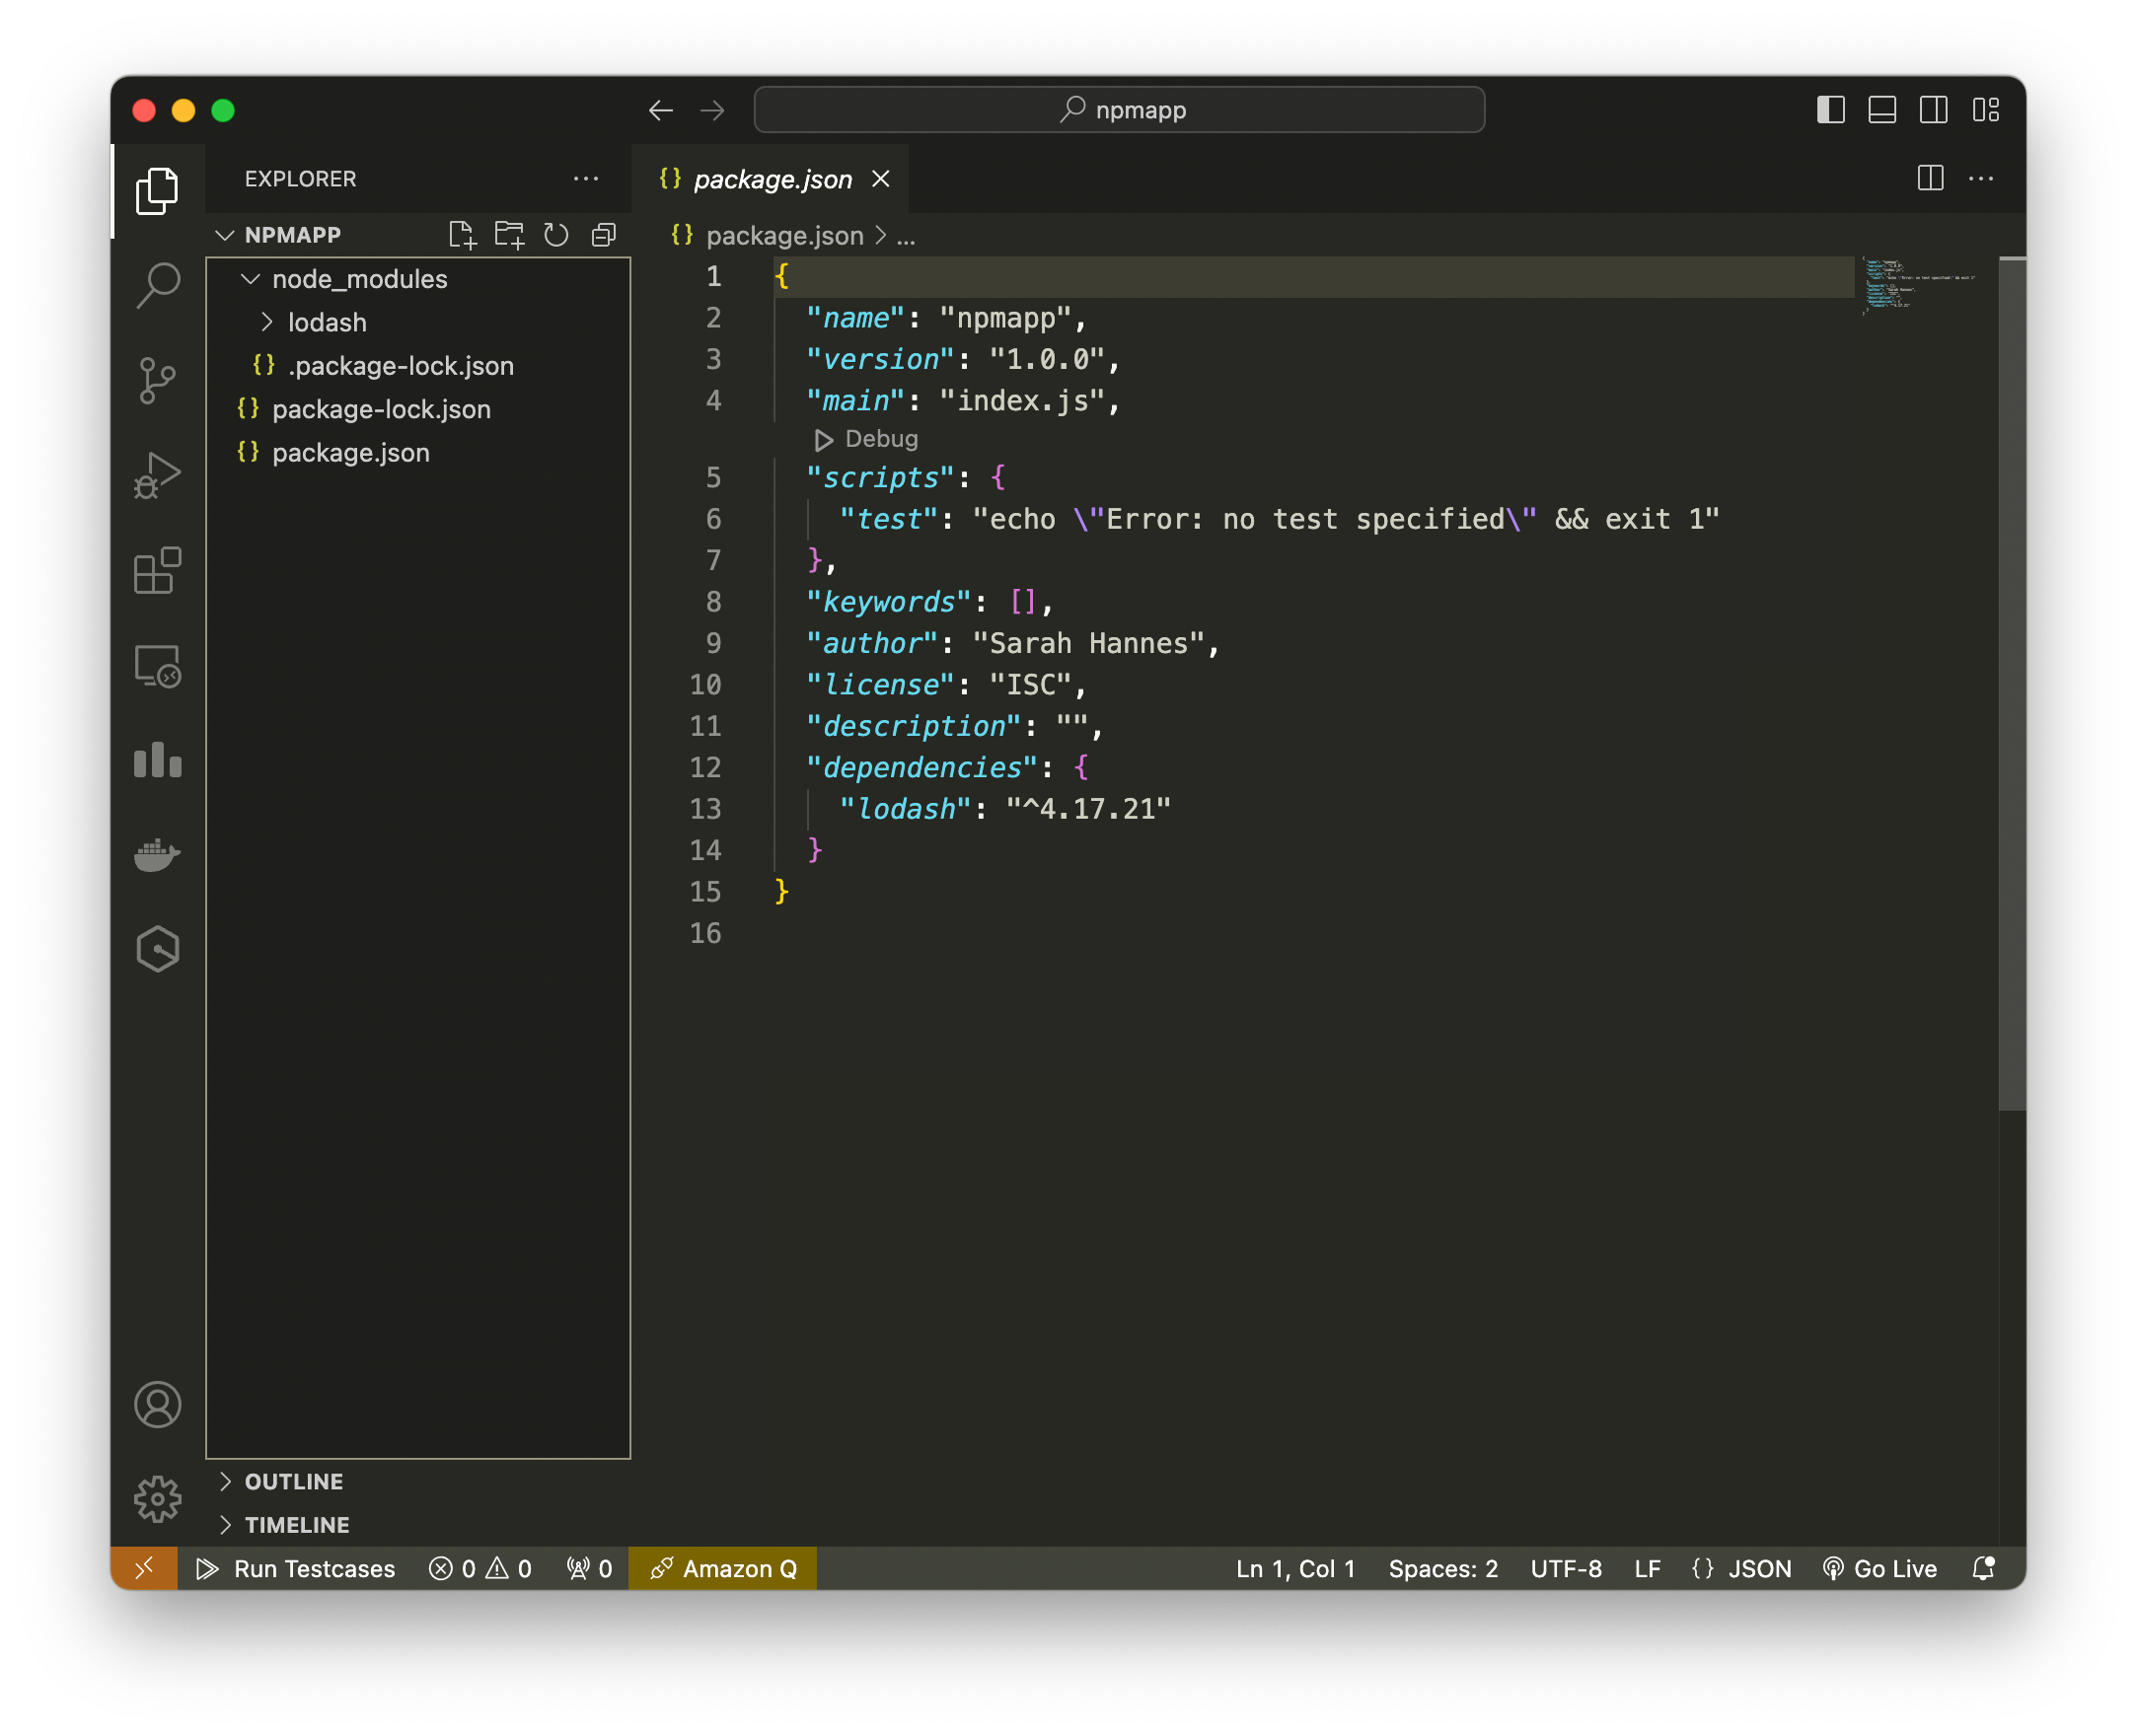 npmapp
EXPLORER
NPMAPP
node_modules
lodash
.package-lock.json
package-lock.json
package.json
OUTLINE
TIMELINE
package.json
package.json > ...
1 {
2 "name": "npmapp",
3 "version": "1.0.0",
4 "main": "index.js",
Debug
5 "scripts": {
6 "test": "echo \"Error: no test specified\" && exit 1"
7 },
8 "keywords": [],
9 "author": "Sarah Hannes",
10 "license": "ISC",
11 "description": "",
12 "dependencies": {
13 "lodash": "^4.17.21"
14 }
15 }
16
Run Testcases 0 0 0 Amazon Q Ln 1, Col 1 Spaces: 2 UTF-8 LF {} JSON Go Live